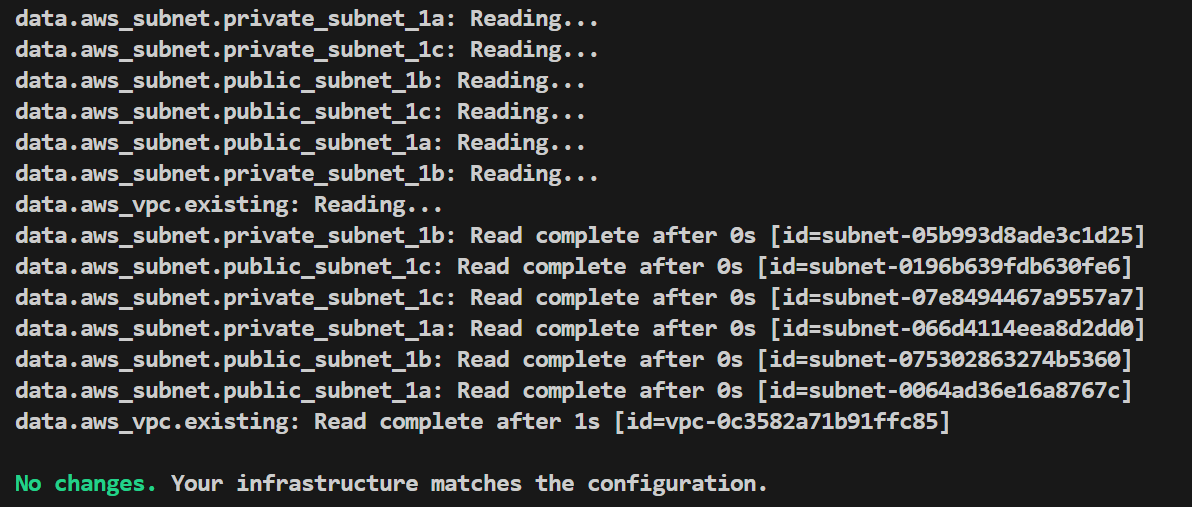 data.aws_subnet.private_subnet_1a: Reading...
data.aws_subnet.private_subnet_1c: Reading...
data.aws_subnet.public_subnet_1b: Reading...
data.aws_subnet.public_subnet_1c: Reading...
data.aws_subnet.public_subnet_1a: Reading...
data.aws_subnet.private_subnet_1b: Reading...
data.aws_vpc.existing: Reading...
data.aws_subnet.private_subnet_1b: Read complete after 0s [id=subnet-05b993d8ade3c1d25]
data.aws_subnet.public_subnet_1c: Read complete after 0s [id=subnet-0196b639fdb630fe6]
data.aws_subnet.private_subnet_1c: Read complete after 0s [id=subnet-07e8494467a9557a7]
data.aws_subnet.private_subnet_1a: Read complete after 0s [id=subnet-066d4114eea8d2dd0]
data.aws_subnet.public_subnet_1b: Read complete after 0s [id=subnet-075302863274b5360]
data.aws_subnet.public_subnet_1a: Read complete after 0s [id=subnet-0064ad36e16a8767c]
data.aws_vpc.existing: Read complete after 1s [id=vpc-0c3582a71b91ffc85]
No changes. Your infrastructure matches the configuration.